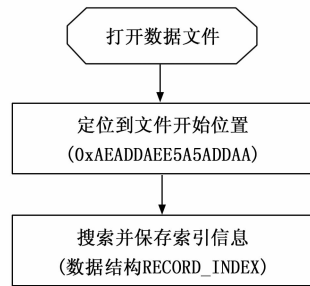 打开数据文件
定位到文件开始位置
(0xAEADDAEE5A5ADDAA)
搜索并保存索引信息
(数据结构RECORD_INDEX)